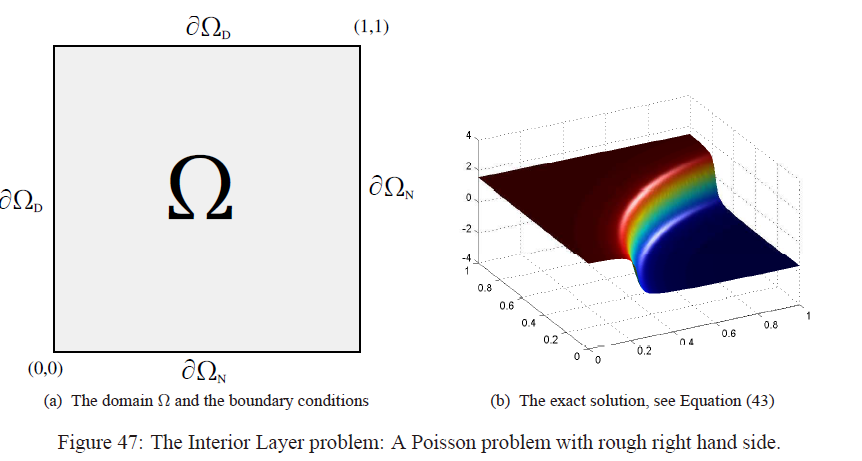 ∂Ω_D
(1,1)
Ω
∂Ω_D
∂Ω_N
(0,0)
∂Ω_N
4
2
0
-2
-4
1
0.8
0.6
0.4
0.2
0
0
0.2
0.4
0.6
0.8
1
(a) The domain Ω and the boundary conditions
(b) The exact solution, see Equation (43)
Figure 47: The Interior Layer problem: A Poisson problem with rough right hand side.